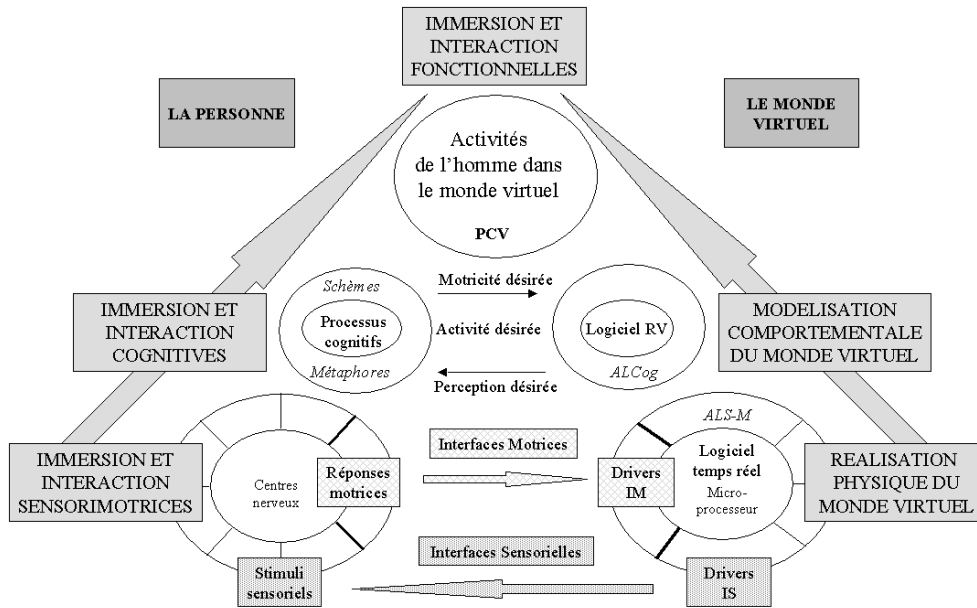 IMMERSION ET
INTERACTION
FONCTIONNELLES
LA PERSONNE
LE MONDE
VIRTUEL
Activités
de l'homme dans
le monde virtuel
PCV
IMMERSION ET
INTERACTION
COGNITIVES
Schèmes
Processus
cognitifs
Métaphores
Motricité désirée
Activité désirée
Perception désirée
Logiciel RV
ALCog
MODELISATION
COMPORTEMENTALE
DU MONDE VIRTUEL
IMMERSION ET
INTERACTION
SENSORIMOTRICES
Centres
nerveux
Réponses
motrices
Stimuli
sensoriels
Interfaces Motrices
Interfaces Sensorielles
ALS-M
Logiciel
temps réel
Micro-
processeur
Drivers
IM
Drivers
IS
REALISATION
PHYSIQUE DU
MONDE VIRTUEL